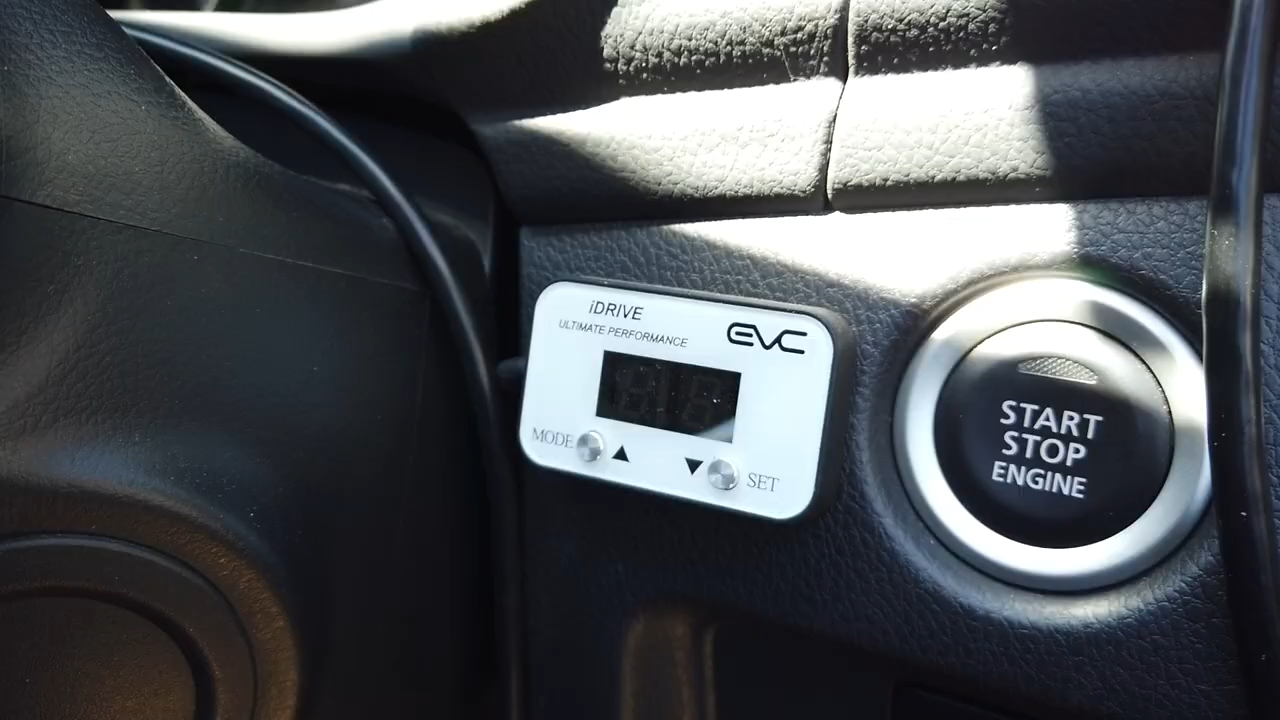 iDRIVE
ULTIMATE PERFORMANCE
EVC
MODE ▲
▼ SET
START
STOP
ENGINE